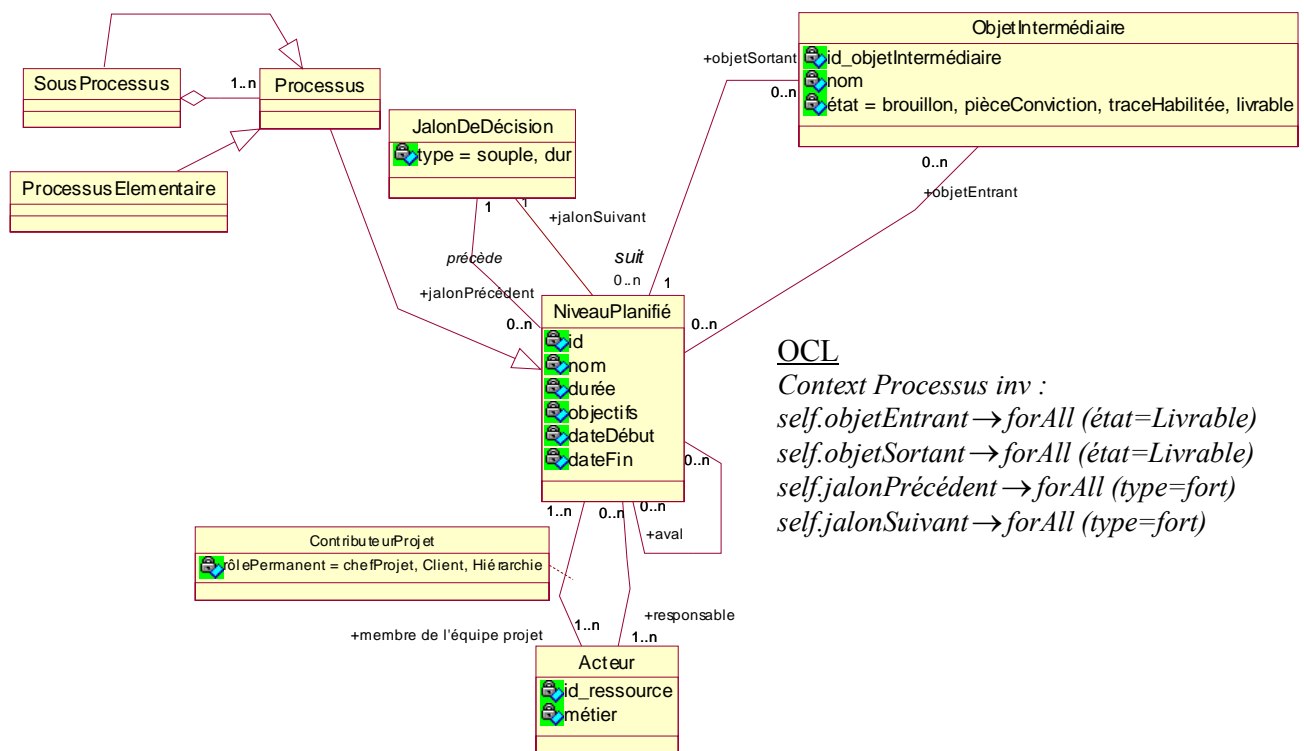 ObjetIntermédiaire
id_objetIntermédiaire
nom
état = brouillon, pièceConviction, traceHabilitée, livrable
+objetSortant
0..n
0..n
+objetEntrant
SousProcessus
1..n
Processus
ProcessusElementaire
JalonDeDécision
type = souple, dur
1
1
+jalonSuivant
précède
suit
+jalonPrécédent
0..n
1
0..n
0..n
NiveauPlanifié
id
nom
durée
objectifs
dateDébut
dateFin
0..n
1..n
0..n
0..n
+aval
OCL
Context Processus inv :
self.objetEntrant→forAll (état=Livrable)
self.objetSortant→forAll (état=Livrable)
self.jalonPrécédent→forAll (type=fort)
self.jalonSuivant→forAll (type=fort)
ContributeurProjet
rôlePermanent = chefProjet, Client, Hiérarchie
+responsable
1..n
+membre de l'équipe projet
1..n
Acteur
id_ressource
métier